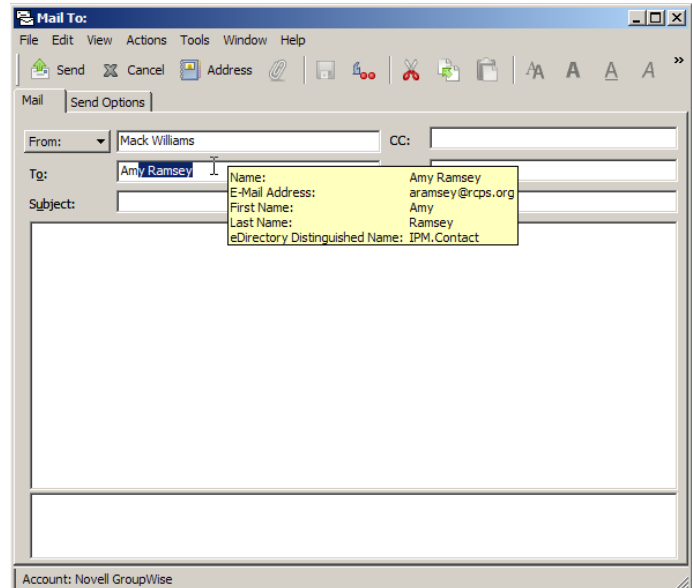 Mail To:
File Edit View Actions Tools Window Help
Send Cancel Address A A A A »
Mail Send Options
From: Mack Williams CC:
To: Amy Ramsey
Name: Amy Ramsey
E-Mail Address: aramsey@rcps.org
First Name: Amy
Last Name: Ramsey
eDirectory Distinguished Name: IPM.Contact
Subject:
Account: Novell GroupWise